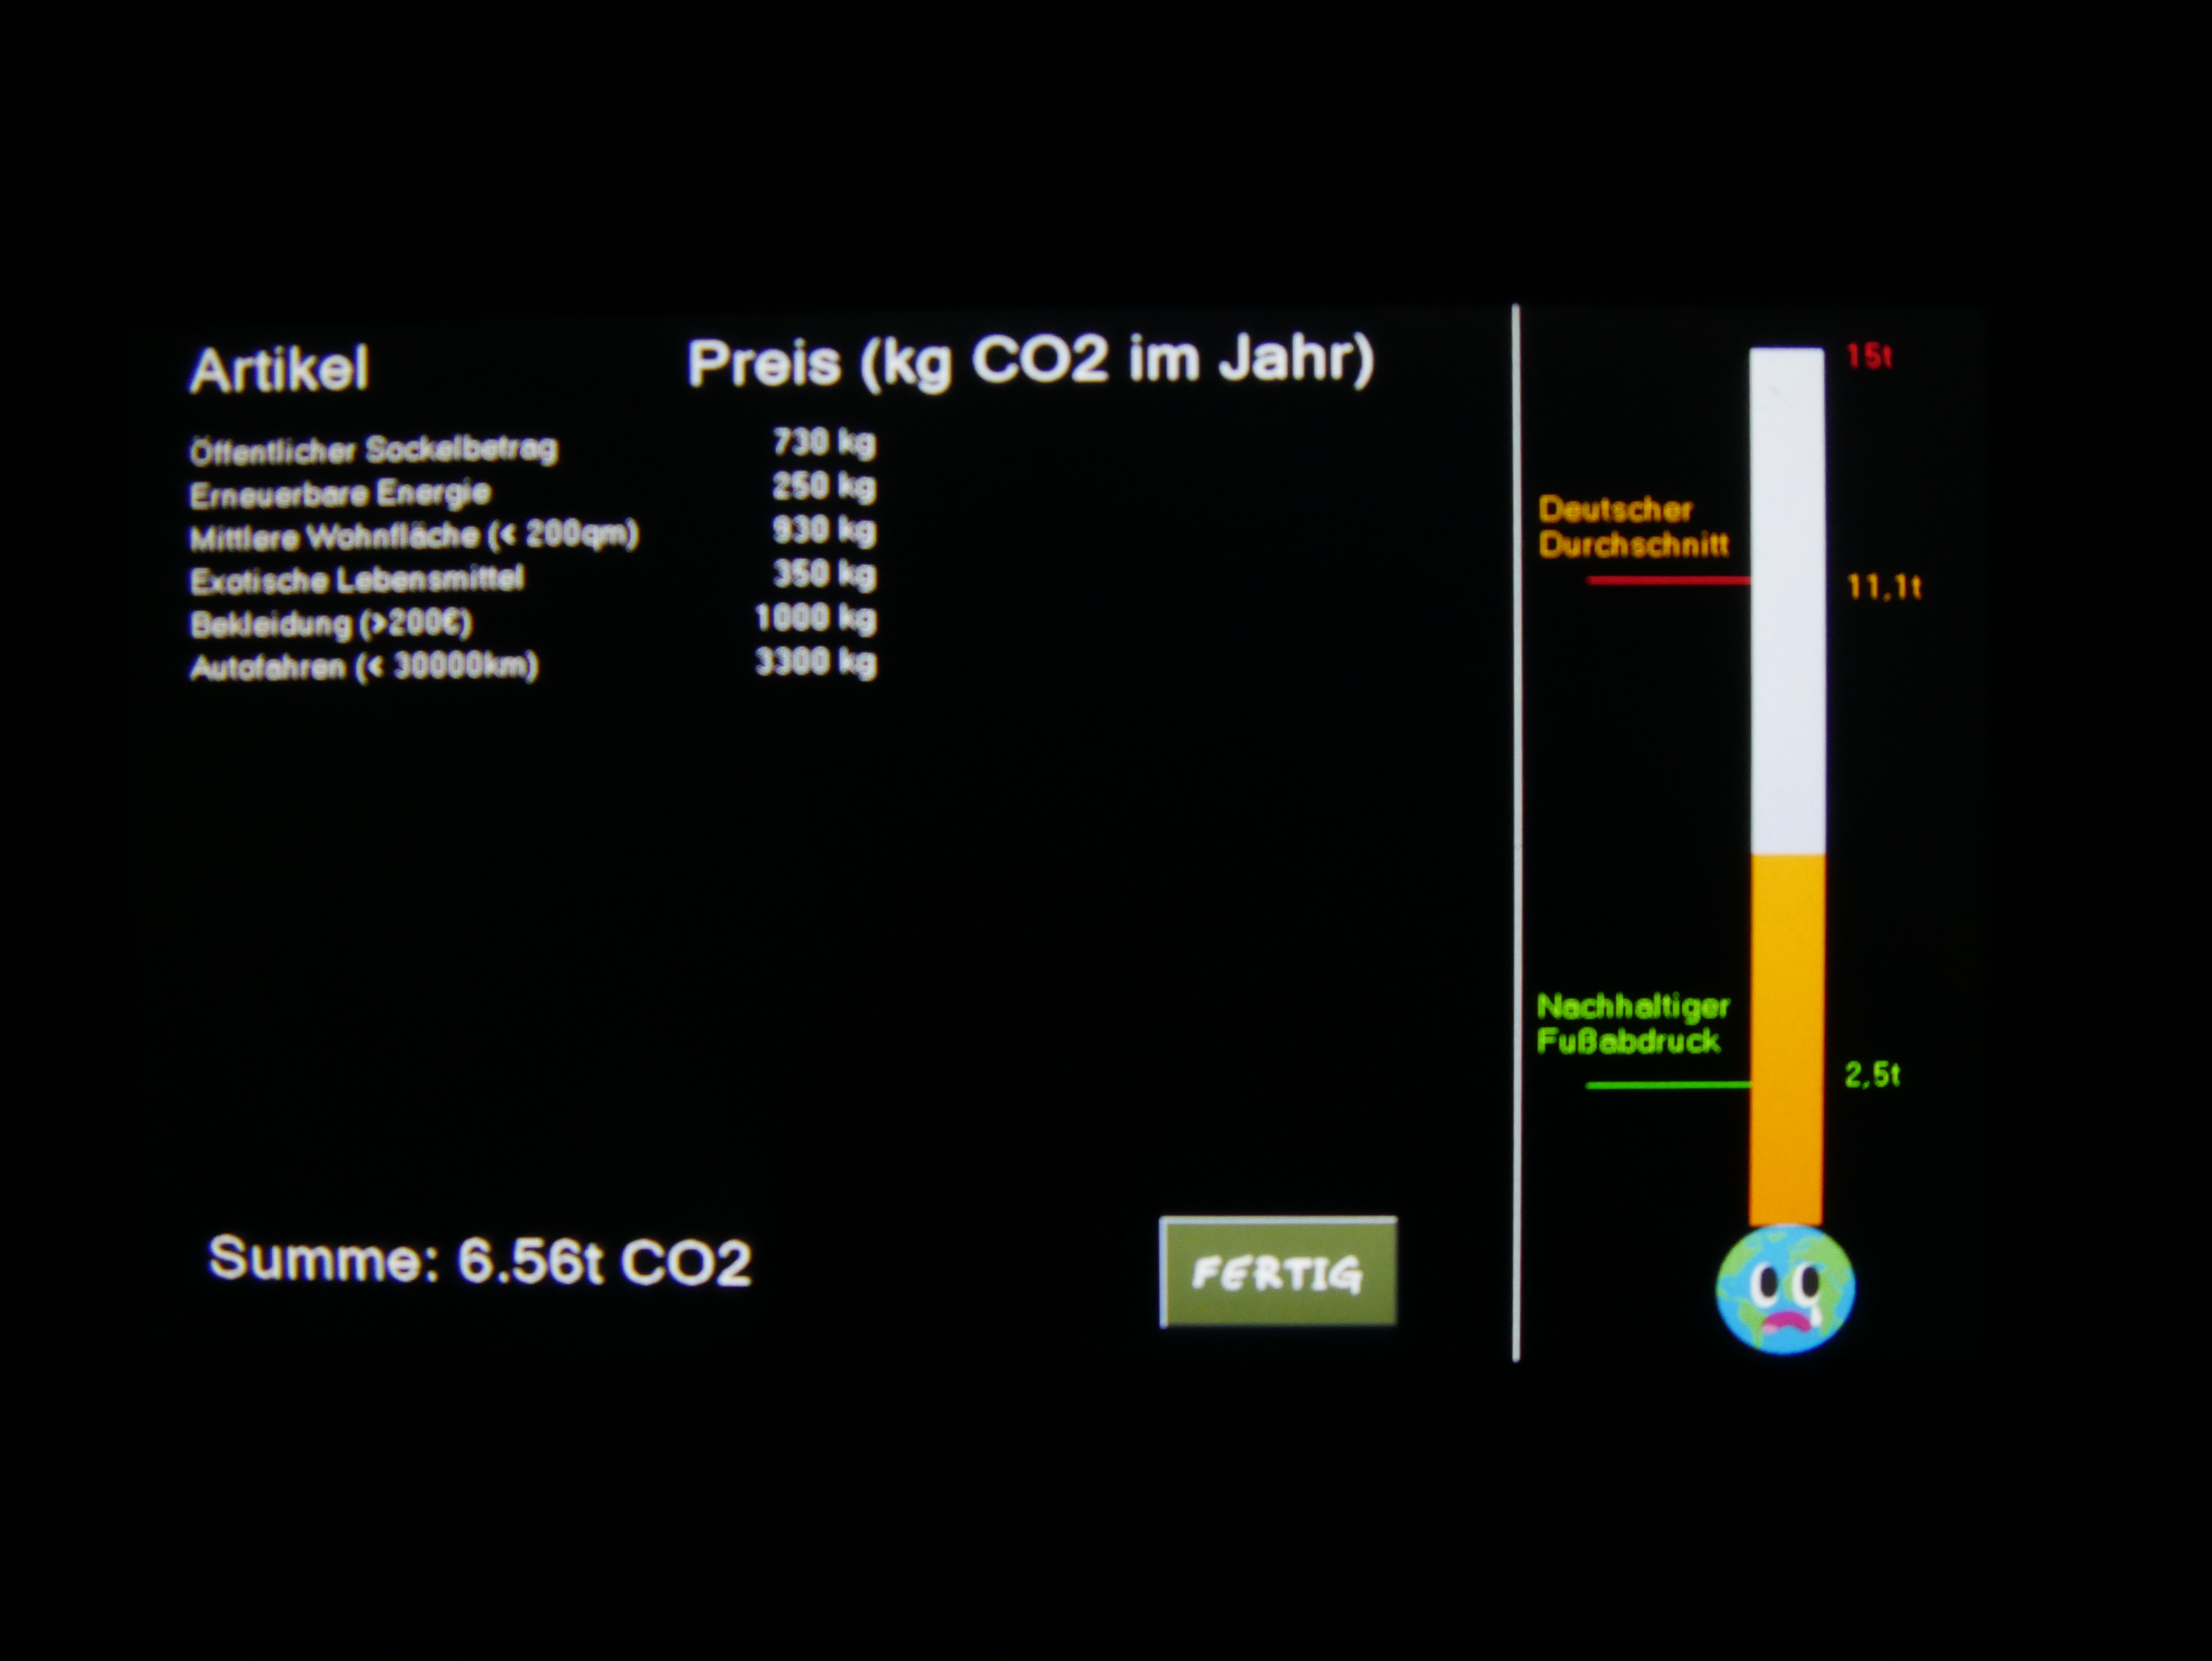 Artikel Preis (kg CO2 im Jahr)
Öffentlicher Sockelbetrag 730 kg
Erneuerbare Energie 250 kg
Mittlere Wohnfläche (< 200qm) 930 kg
Exotische Lebensmittel 350 kg
Bekleidung (>200€) 1000 kg
Autofahren (< 30000km) 3300 kg
Summe: 6.56t CO2
FERTIG
15t
Deutscher
Durchschnitt
11,1t
Nachhaltiger
Fußabdruck
2,5t